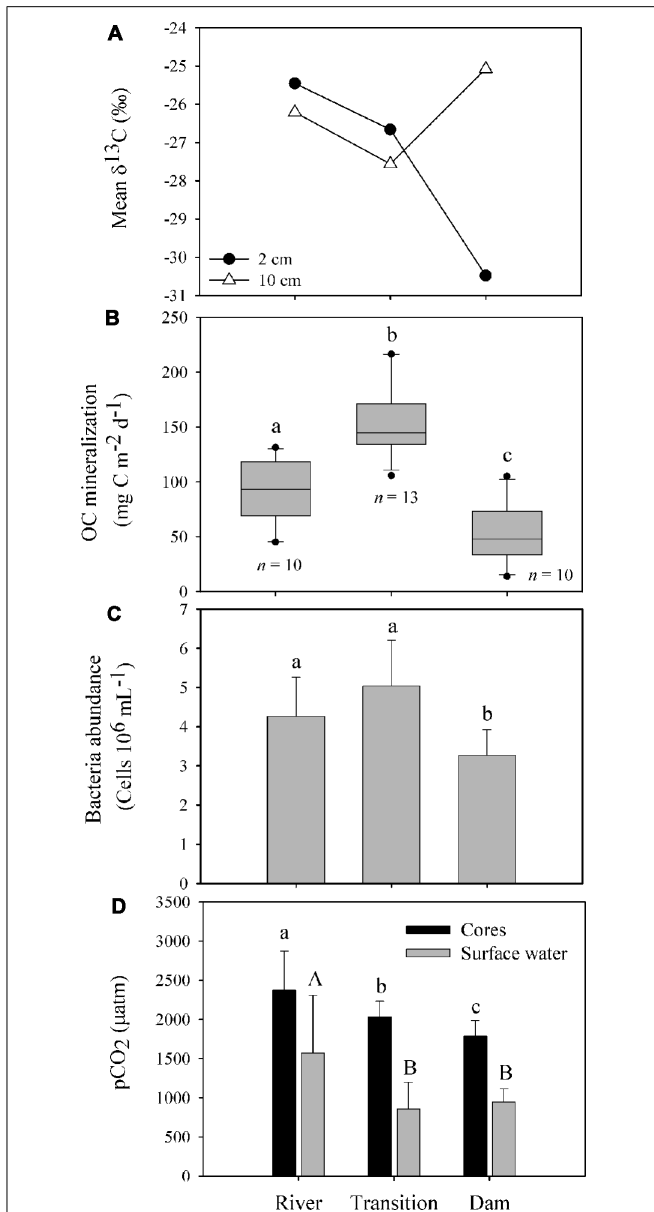 A
-24
-25
-26
-27
-28
-29
-30
-31
Mean δ13C (‰)
2 cm
10 cm
B
250
200
150
100
50
0
OC mineralization
(mg C m-2 d-1)
a
b
c
n = 10
n = 13
n = 10
C
7
6
5
4
3
2
1
0
Bacteria abundance
(Cells 10^6 mL-1)
a
a
b
D
3500
3000
2500
2000
1500
1000
500
0
pCO2 (µatm)
Cores
Surface water
a
A
b
B
c
B
River Transition Dam